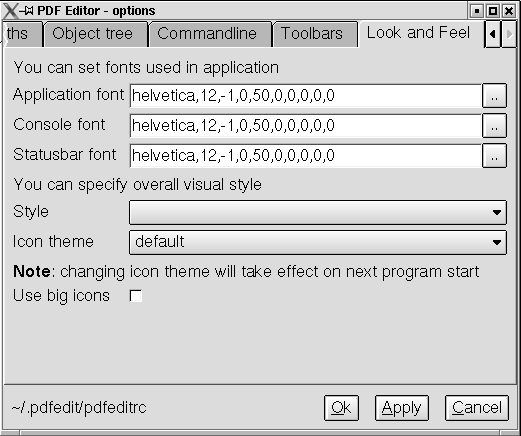 PDF Editor - options
ths Object tree Commandline Toolbars Look and Feel
You can set fonts used in application
Application font helvetica,12,-1,0,50,0,0,0,0,0 ..
Console font helvetica,12,-1,0,50,0,0,0,0,0 ..
Statusbar font helvetica,12,-1,0,50,0,0,0,0,0 ..
You can specify overall visual style
Style
Icon theme default
Note: changing icon theme will take effect on next program start
Use big icons
~/.pdfedit/pdfeditrc Ok Apply Cancel